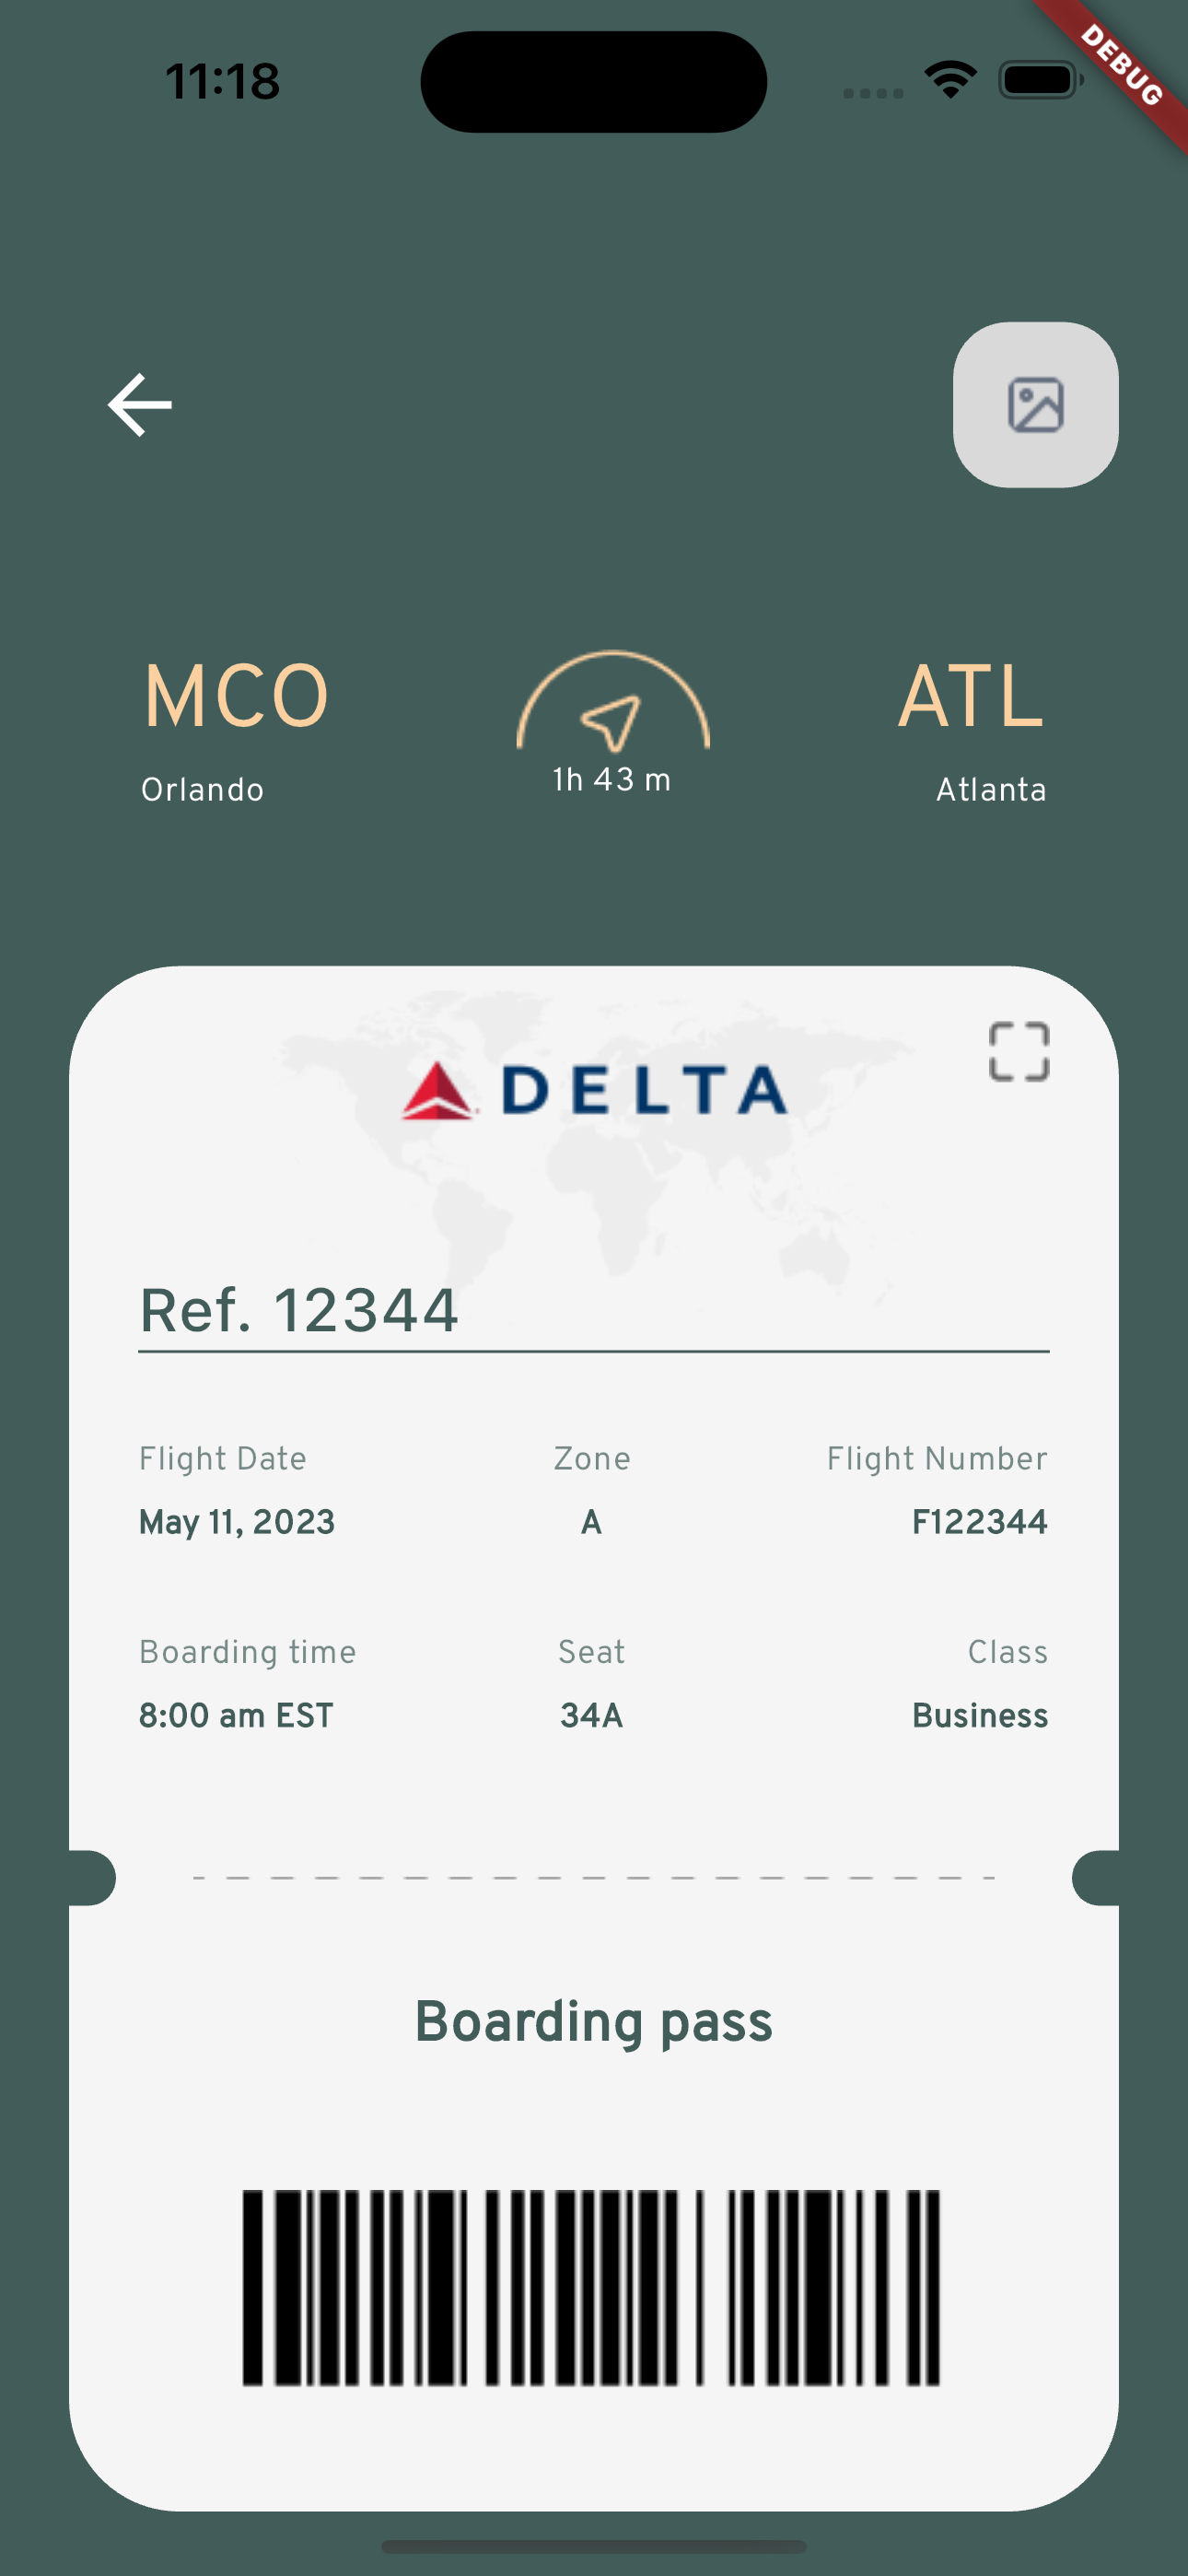 11:18
DEBUG
MCO
ATL
Orlando
1h 43 m
Atlanta
DELTA
Ref. 12344
Flight Date
Zone
Flight Number
May 11, 2023
A
F122344
Boarding time
Seat
Class
8:00 am EST
34A
Business
Boarding pass